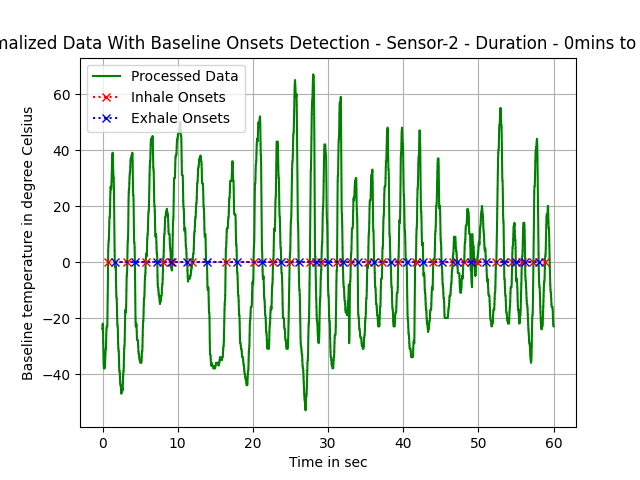 malized Data With Baseline Onsets Detection - Sensor-2 - Duration - 0mins to
Processed Data
Inhale Onsets
Exhale Onsets
Baseline temperature in degree Celsius
60
40
20
0
−20
−40
0 10 20 30 40 50 60
Time in sec